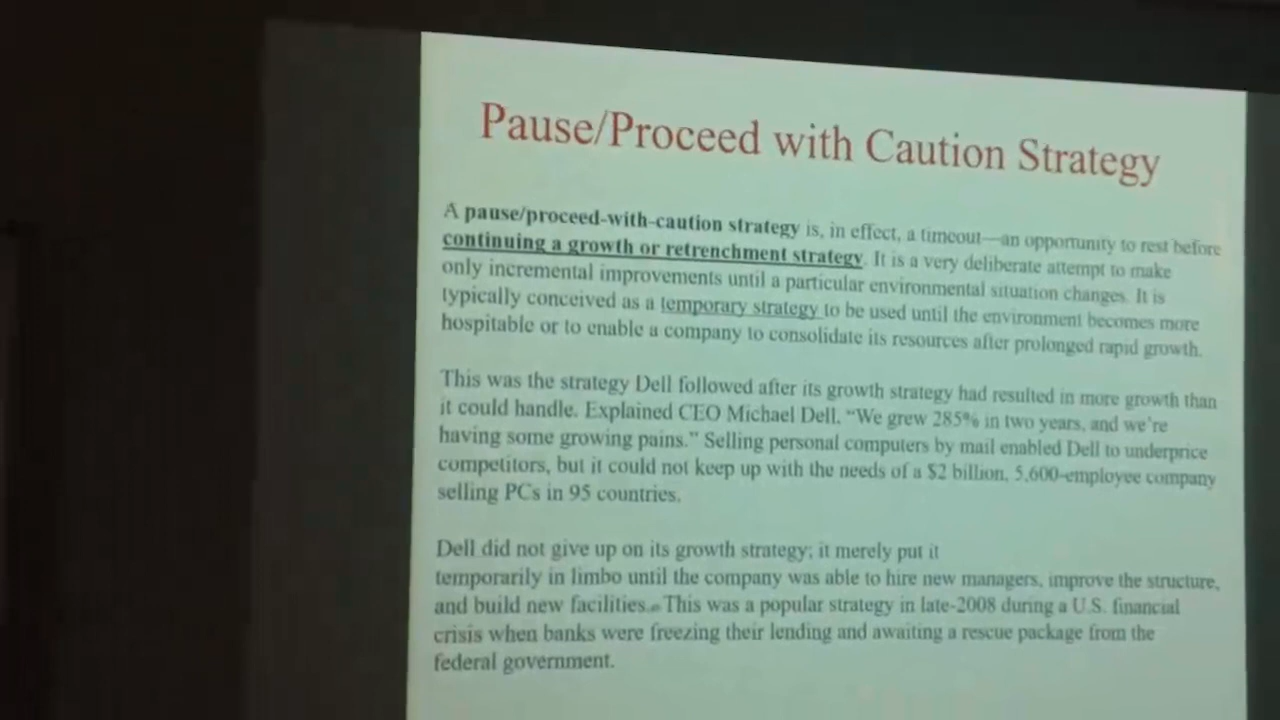 Pause/Proceed with Caution Strategy
A pause/proceed-with-caution strategy is, in effect, a timeout—an opportunity to rest before
continuing a growth or retrenchment strategy. It is a very deliberate attempt to make
only incremental improvements until a particular environmental situation changes. It is
typically conceived as a temporary strategy to be used until the environment becomes more
hospitable or to enable a company to consolidate its resources after prolonged rapid growth.
This was the strategy Dell followed after its growth strategy had resulted in more growth than
it could handle. Explained CEO Michael Dell, “We grew 285% in two years, and we’re
having some growing pains.” Selling personal computers by mail enabled Dell to underprice
competitors, but it could not keep up with the needs of a $2 billion, 5,600-employee company
selling PCs in 95 countries.
Dell did not give up on its growth strategy; it merely put it
temporarily in limbo until the company was able to hire new managers, improve the structure,
and build new facilities. This was a popular strategy in late-2008 during a U.S. financial
crisis when banks were freezing their lending and awaiting a rescue package from the
federal government.